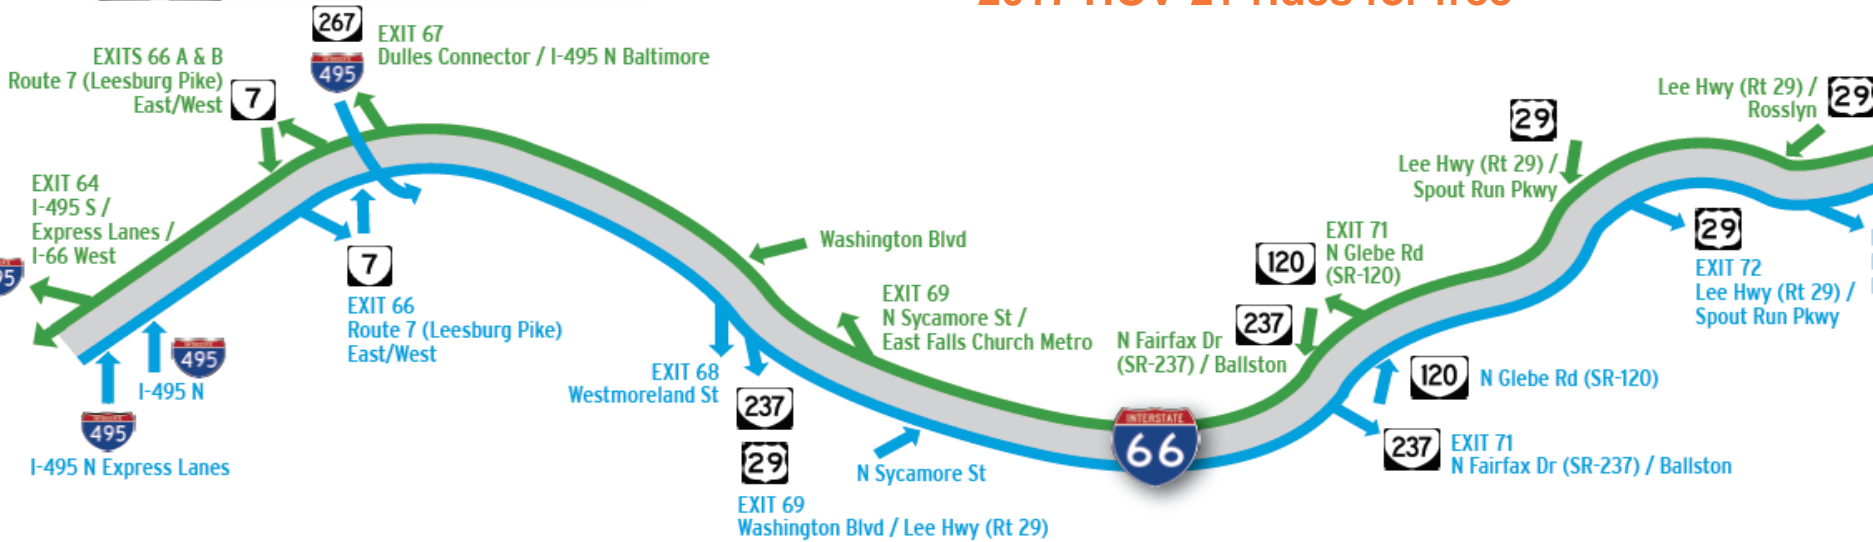 267
EXIT 67
Dulles Connector / I-495 N Baltimore
495
EXITS 66 A & B
Route 7 (Leesburg Pike)
East/West
7
EXIT 64
I-495 S /
Express Lanes /
I-66 West
495
I-495 N
495
I-495 N Express Lanes
7
EXIT 66
Route 7 (Leesburg Pike)
East/West
Washington Blvd
EXIT 68
Westmoreland St
237
29
EXIT 69
Washington Blvd / Lee Hwy (Rt 29)
EXIT 69
N Sycamore St /
East Falls Church Metro
N Sycamore St
INTERSTATE
66
N Fairfax Dr
(SR-237) / Ballston
237
120
EXIT 71
N Glebe Rd
(SR-120)
120
N Glebe Rd (SR-120)
237
EXIT 71
N Fairfax Dr (SR-237) / Ballston
29
Lee Hwy (Rt 29) /
Spout Run Pkwy
29
EXIT 72
Lee Hwy (Rt 29) /
Spout Run Pkwy
Lee Hwy (Rt 29) /
Rosslyn
29